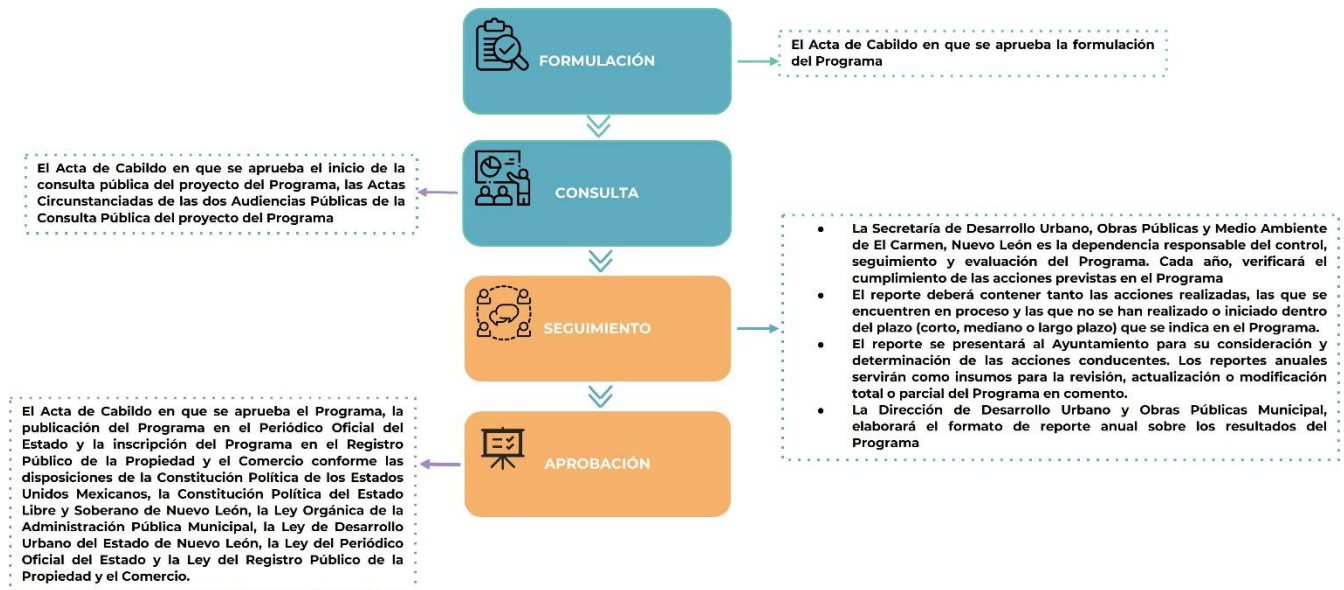 FORMULACIÓN
El Acta de Cabildo en que se aprueba la formulación
del Programa
El Acta de Cabildo en que se aprueba el inicio de la
consulta pública del proyecto del Programa, las Actas
Circunstanciadas de las dos Audiencias Públicas de la
Consulta Pública del proyecto del Programa
CONSULTA
SEGUIMIENTO
● La Secretaría de Desarrollo Urbano, Obras Públicas y Medio Ambiente
de El Carmen, Nuevo León es la dependencia responsable del control,
seguimiento y evaluación del Programa. Cada año, verificará el
cumplimiento de las acciones previstas en el Programa
● El reporte deberá contener tanto las acciones realizadas, las que se
encuentren en proceso y las que no se han realizado o iniciado dentro
del plazo (corto, mediano o largo plazo) que se indica en el Programa.
● El reporte se presentará al Ayuntamiento para su consideración y
determinación de las acciones conducentes. Los reportes anuales
servirán como insumos para la revisión, actualización o modificación
total o parcial del Programa en comento.
● La Dirección de Desarrollo Urbano y Obras Públicas Municipal,
elaborará el formato de reporte anual sobre los resultados del
Programa
El Acta de Cabildo en que se aprueba el Programa, la
publicación del Programa en el Periódico Oficial del
Estado y la inscripción del Programa en el Registro
Público de la Propiedad y el Comercio conforme las
disposiciones de la Constitución Política de los Estados
Unidos Mexicanos, la Constitución Política del Estado
Libre y Soberano de Nuevo León, la Ley Orgánica de la
Administración Pública Municipal, la Ley de Desarrollo
Urbano del Estado de Nuevo León, la Ley del Periódico
Oficial del Estado y la Ley del Registro Público de la
Propiedad y el Comercio.
APROBACIÓN